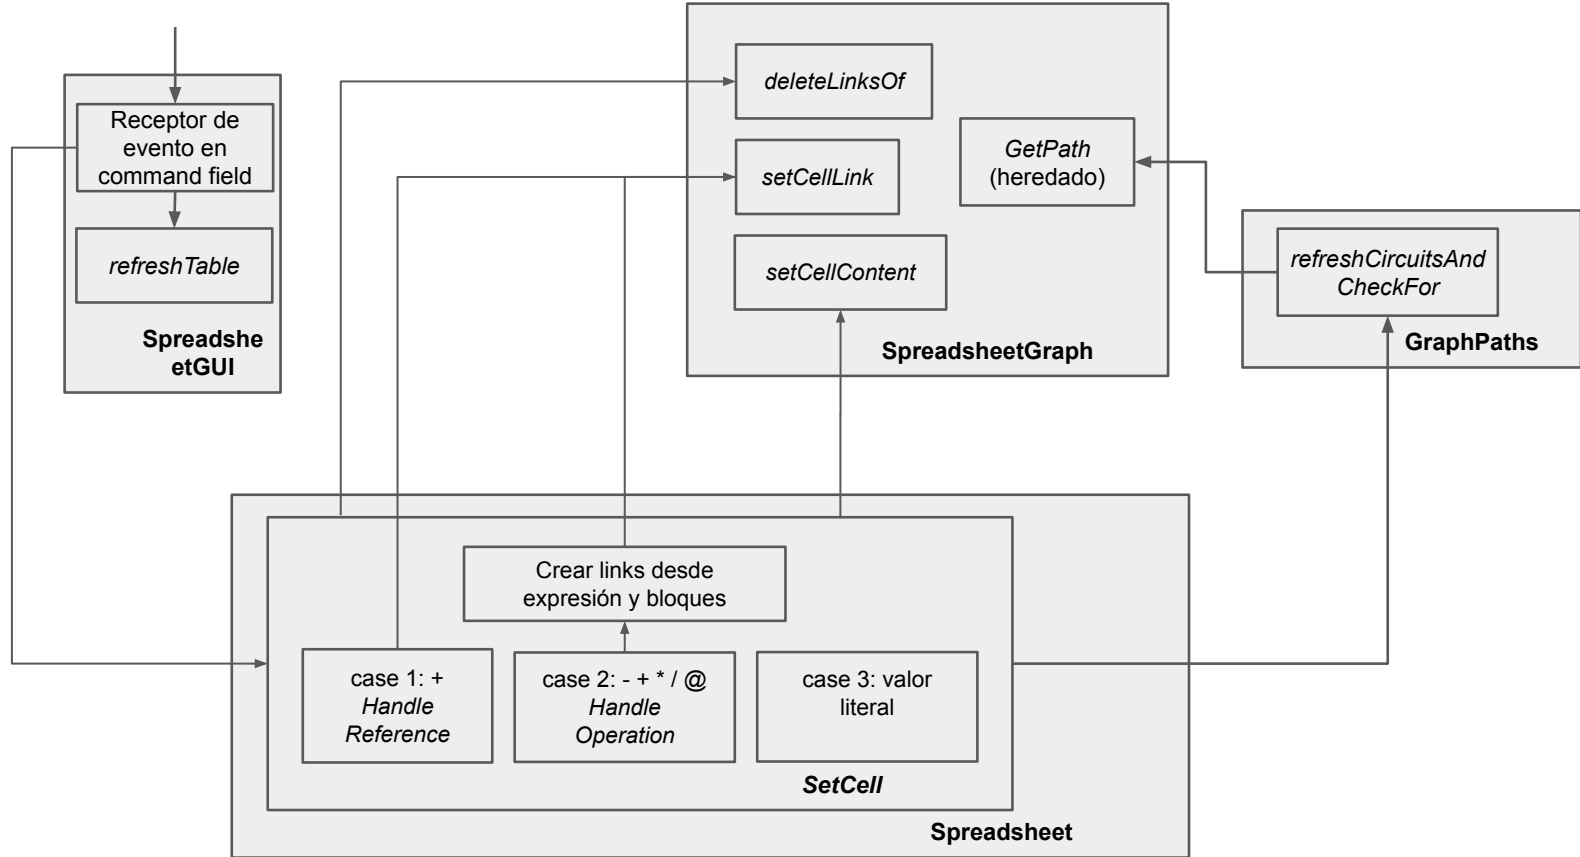 Receptor de
evento en
command field
refreshTable
Spreadshe
etGUI
deleteLinksOf
setCellLink
setCellContent
GetPath
(heredado)
SpreadsheetGraph
refreshCircuitsAnd
CheckFor
GraphPaths
Crear links desde
expresión y bloques
case 1: +
Handle
Reference
case 2: - + * / @
Handle
Operation
case 3: valor
literal
SetCell
Spreadsheet